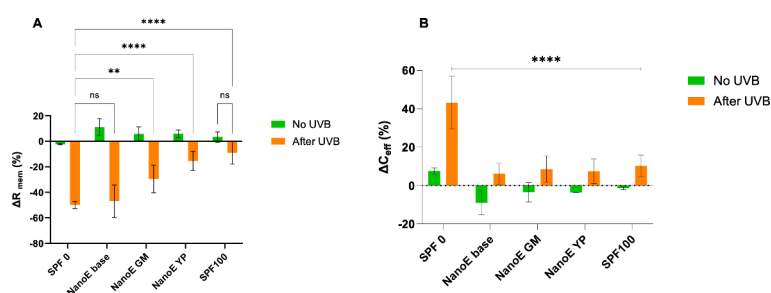 A
****
****
**
ns
ns
20
0
-20
-40
-60
-80
ΔR mem (%)
SPF 0
NanoE base
NanoE GM
NanoE YP
SPF100
No UVB
After UVB
B
****
60
40
20
0
-20
ΔCeff (%)
SPF 0
NanoE base
NanoE GM
NanoE YP
SPF100
No UVB
After UVB